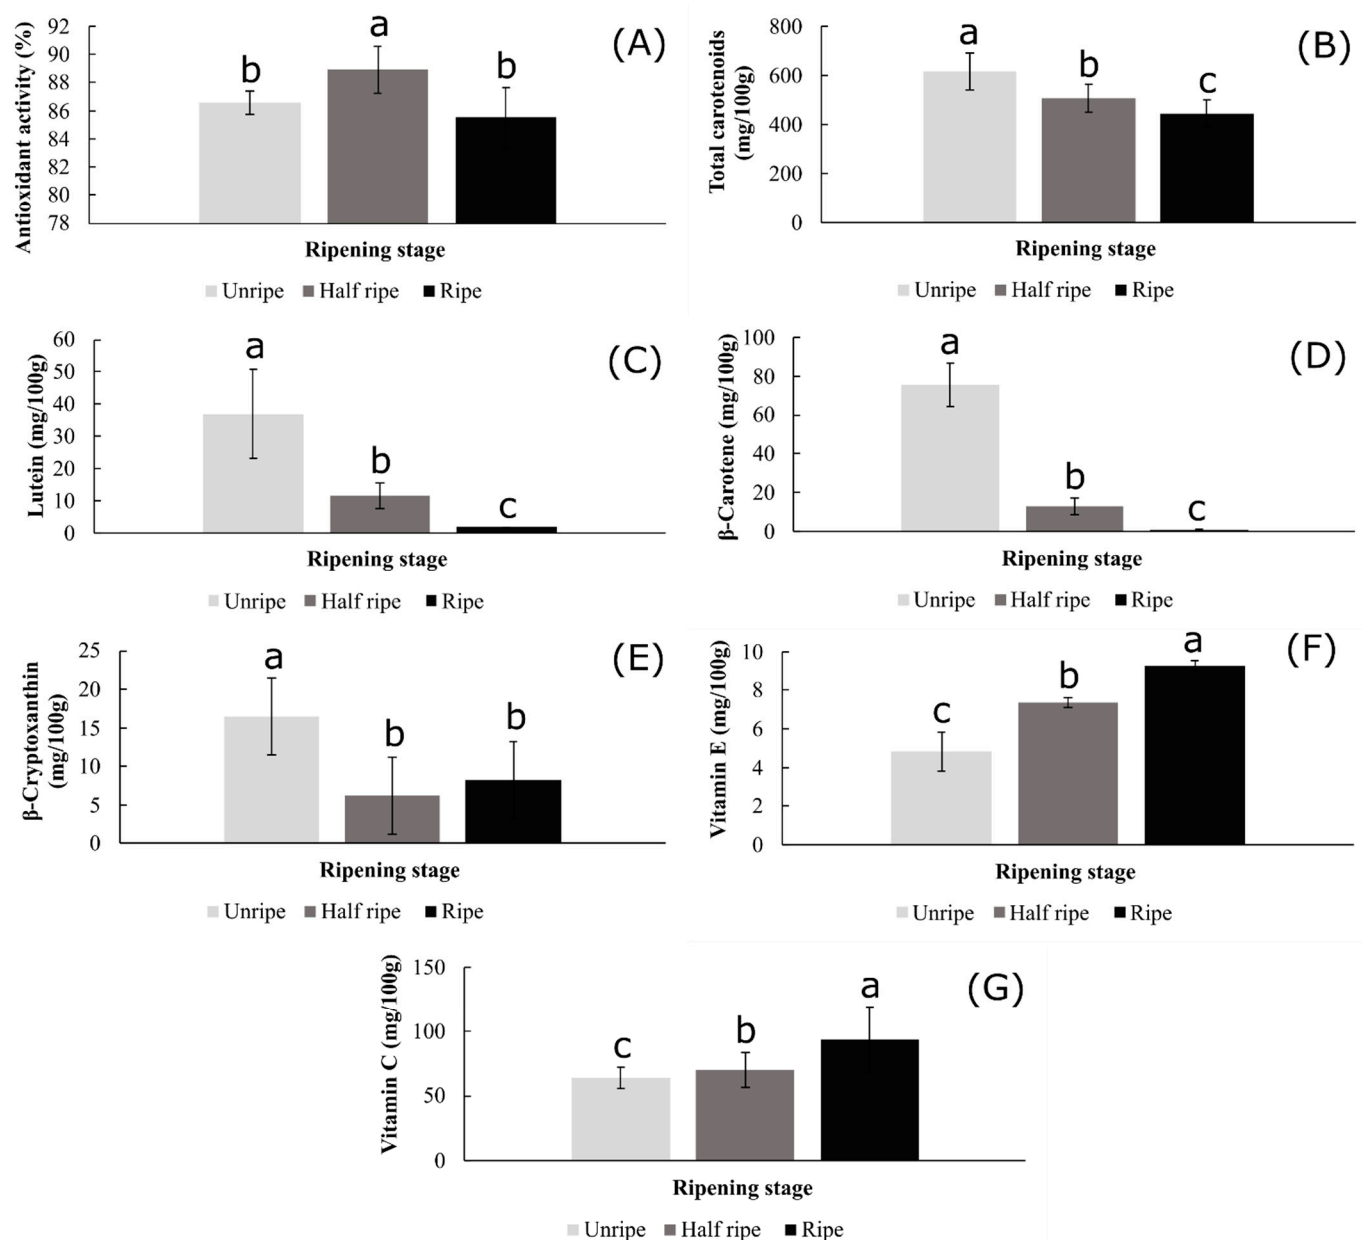 Antioxidant activity (%)
92
90
88
86
84
82
80
78
b
a
b
(A)
Ripening stage
Unripe Half ripe Ripe
Total carotenoids
(mg/100g)
800
600
400
200
0
a
b
c
(B)
Ripening stage
Unripe Half ripe Ripe
Lutein (mg/100g)
60
50
40
30
20
10
0
a
b
c
(C)
Ripening stage
Unripe Half ripe Ripe
β-Carotene (mg/100g)
100
80
60
40
20
0
a
b
c
(D)
Ripening stage
Unripe Half ripe Ripe
β-Cryptoxanthin
(mg/100g)
25
20
15
10
5
0
a
b
b
(E)
Ripening stage
Unripe Half ripe Ripe
Vitamin E (mg/100g)
10
8
6
4
2
0
c
b
a
(F)
Ripening stage
Unripe Half ripe Ripe
Vitamin C (mg/100g)
150
100
50
0
c
b
a
(G)
Ripening stage
Unripe Half ripe Ripe